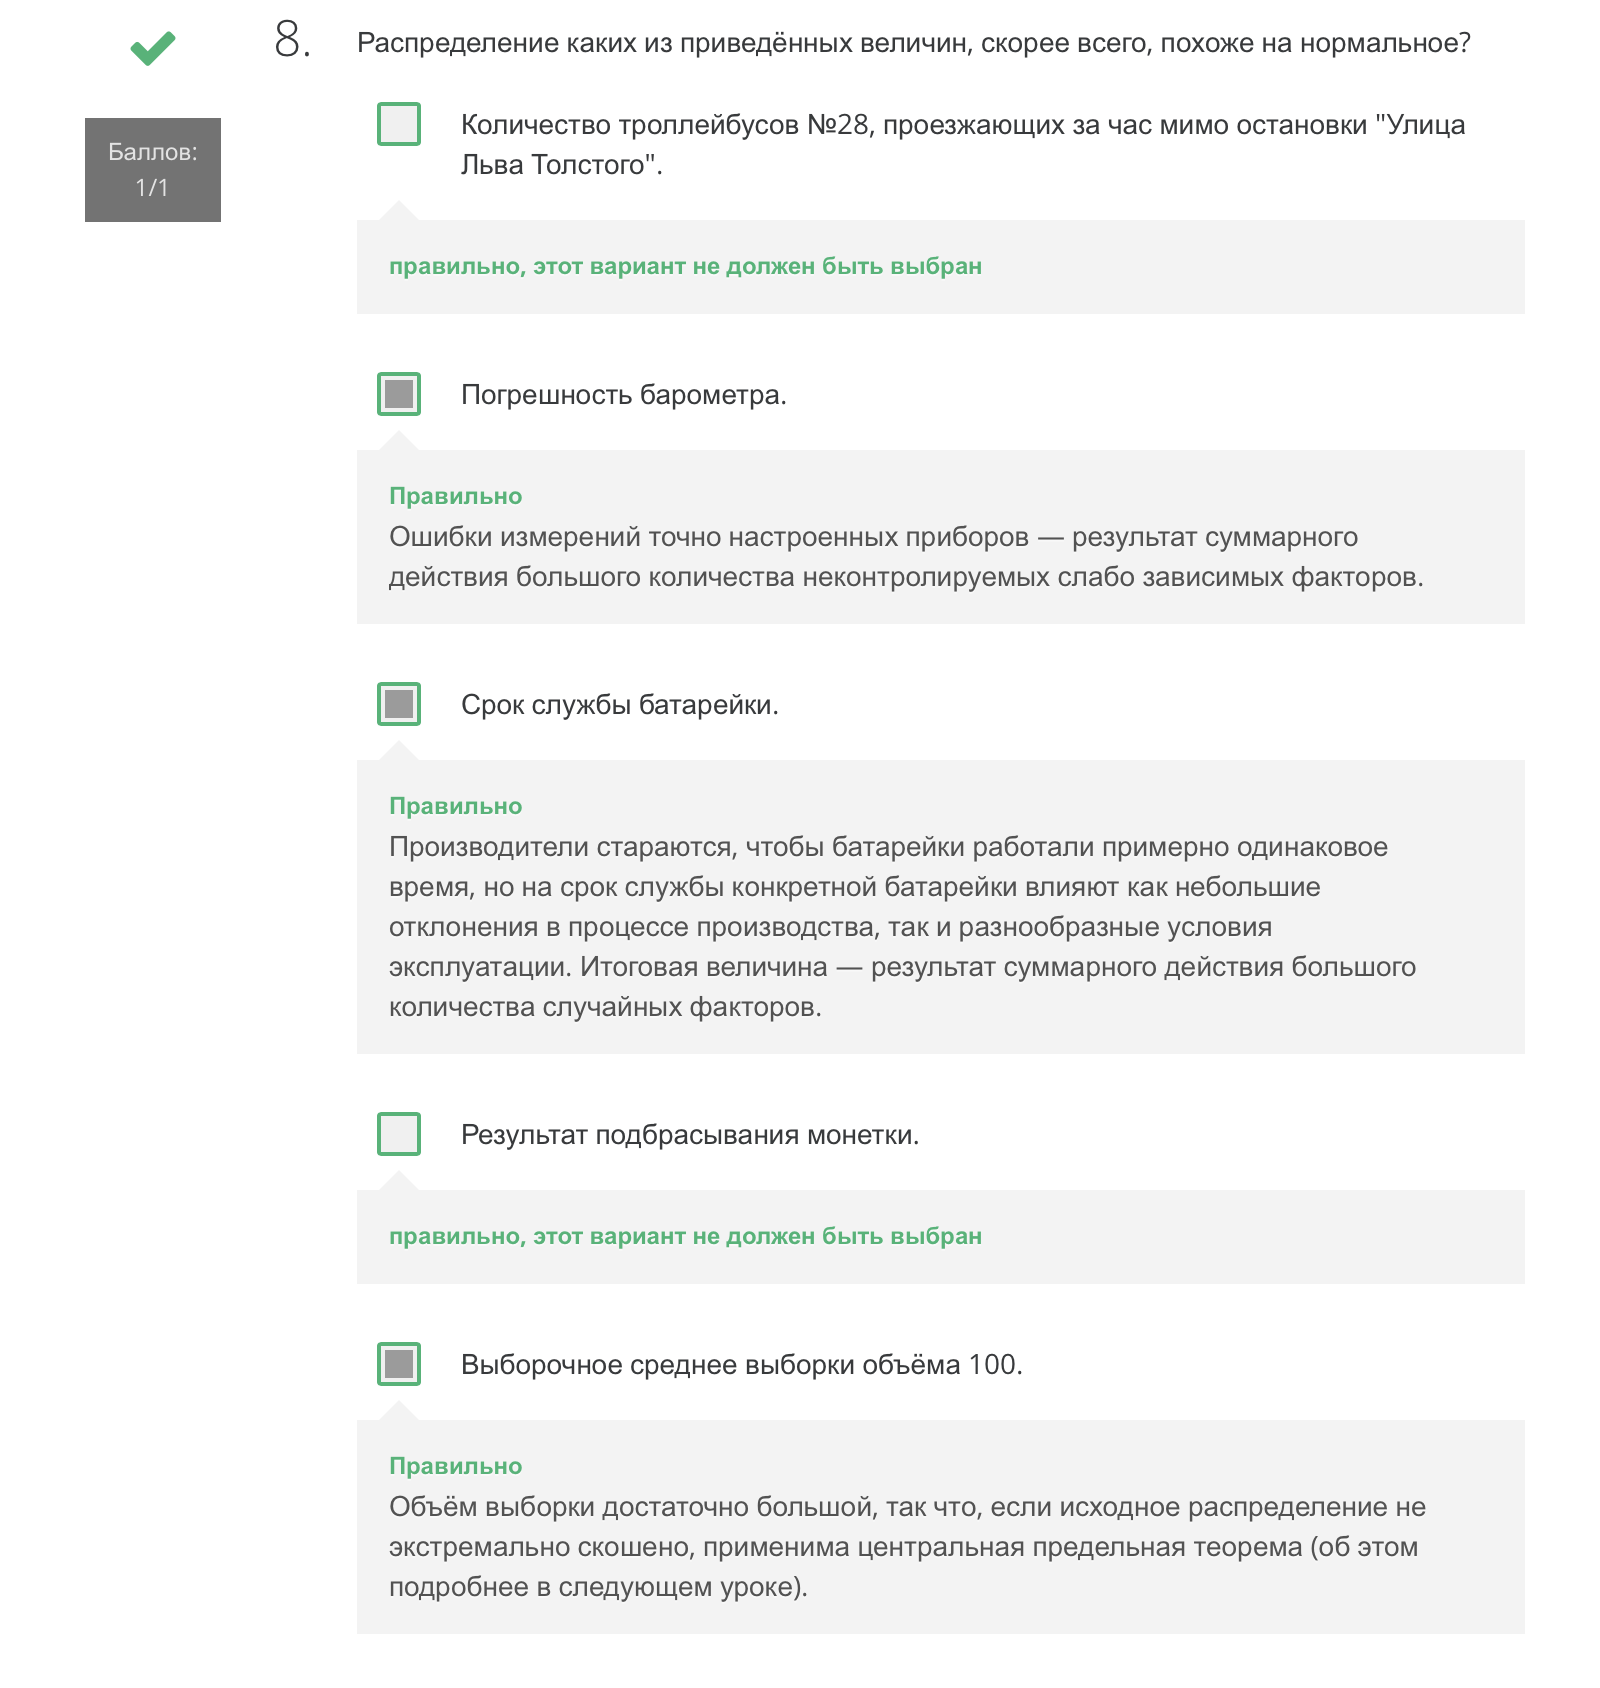 8. Распределение каких из приведённых величин, скорее всего, похоже на нормальное?
Баллов:
1/1
Количество троллейбусов №28, проезжающих за час мимо остановки "Улица
Льва Толстого".
правильно, этот вариант не должен быть выбран
Погрешность барометра.
Правильно
Ошибки измерений точно настроенных приборов — результат суммарного
действия большого количества неконтролируемых слабо зависимых факторов.
Срок службы батарейки.
Правильно
Производители стараются, чтобы батарейки работали примерно одинаковое
время, но на срок службы конкретной батарейки влияют как небольшие
отклонения в процессе производства, так и разнообразные условия
эксплуатации. Итоговая величина — результат суммарного действия большого
количества случайных факторов.
Результат подбрасывания монетки.
правильно, этот вариант не должен быть выбран
Выборочное среднее выборки объёма 100.
Правильно
Объём выборки достаточно большой, так что, если исходное распределение не
экстремально скошено, применима центральная предельная теорема (об этом
подробнее в следующем уроке).